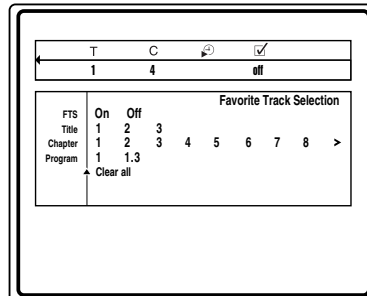 T C
1 4 off
Favorite Track Selection
FTS On Off
Title 1 2 3
Chapter 1 2 3 4 5 6 7 8 >
Program 1 1.3
Clear all